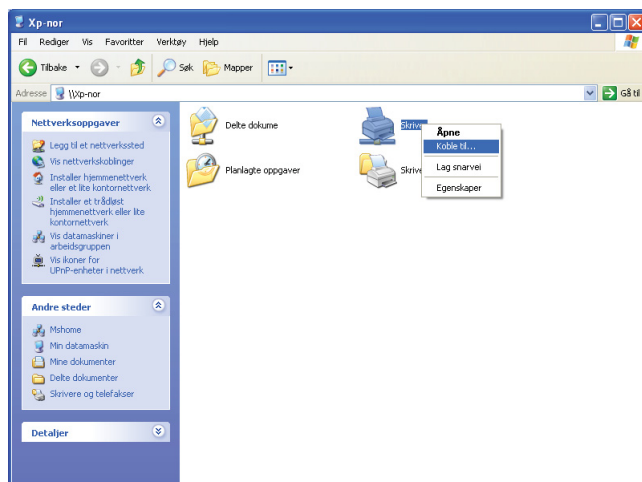 Xp-nor
Fil Rediger Vis Favoritter Verktøy Hjelp
Tilbake Søk Mapper
Adresse \\Xp-nor Gå til
Nettverksoppgaver
Legg til et nettverkssted
Vis nettverkskoblinger
Installer hjemmenettverk
eller et lite kontornettverk
Installer et trådløst
hjemmenettverk eller lite
kontornettverk
Vis datamaskiner i
arbeidsgruppen
Vis ikoner for
UPnP-enheter i nettverk
Andre steder
Mshome
Min datamaskin
Mine dokumenter
Delte dokumenter
Skrivere og telefakser
Detaljer
Delte dokume
Skrive
Planlagte oppgaver
Skrive
Åpne
Koble til...
Lag snarvei
Egenskaper